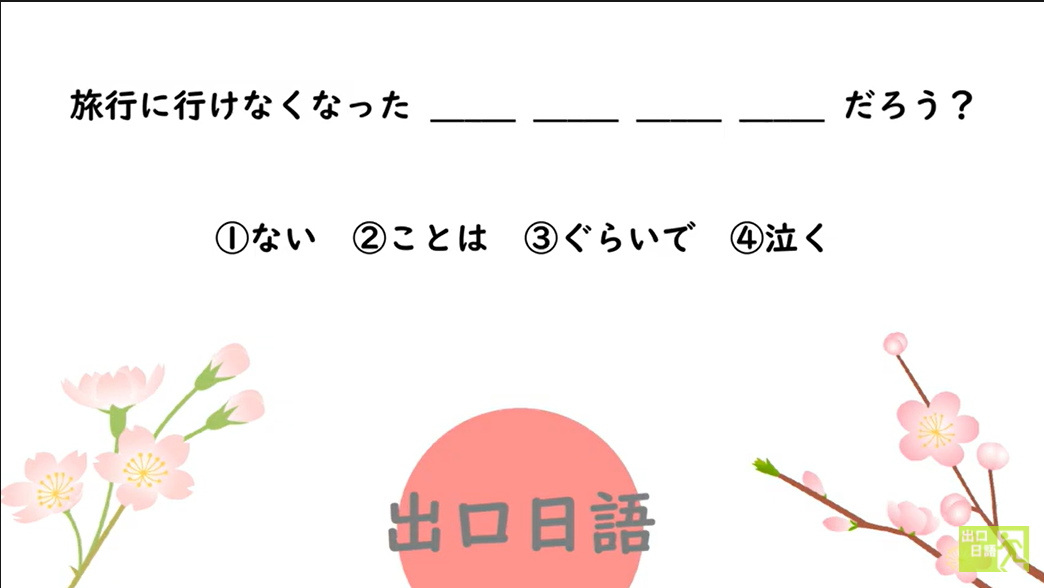 旅行に行けなくなった ____ ____ ____ ____ だろう？
①ない ②ことは ③ぐらいで ④泣く
出口日語
出口
日語